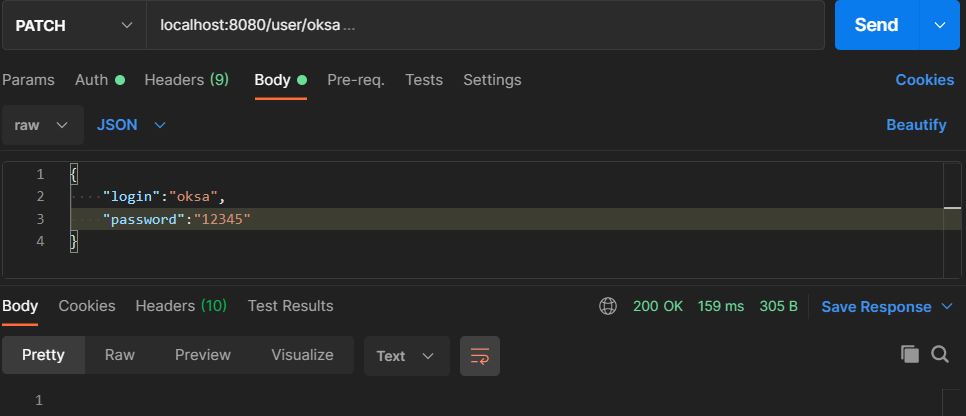 PATCH localhost:8080/user/oksa... Send
Params Auth Headers (9) Body Pre-req. Tests Settings Cookies
raw JSON Beautify
1 {
2 "login":"oksa",
3 "password":"12345"
4 }
Body Cookies Headers (10) Test Results 200 OK 159 ms 305 B Save Response
Pretty Raw Preview Visualize Text
1